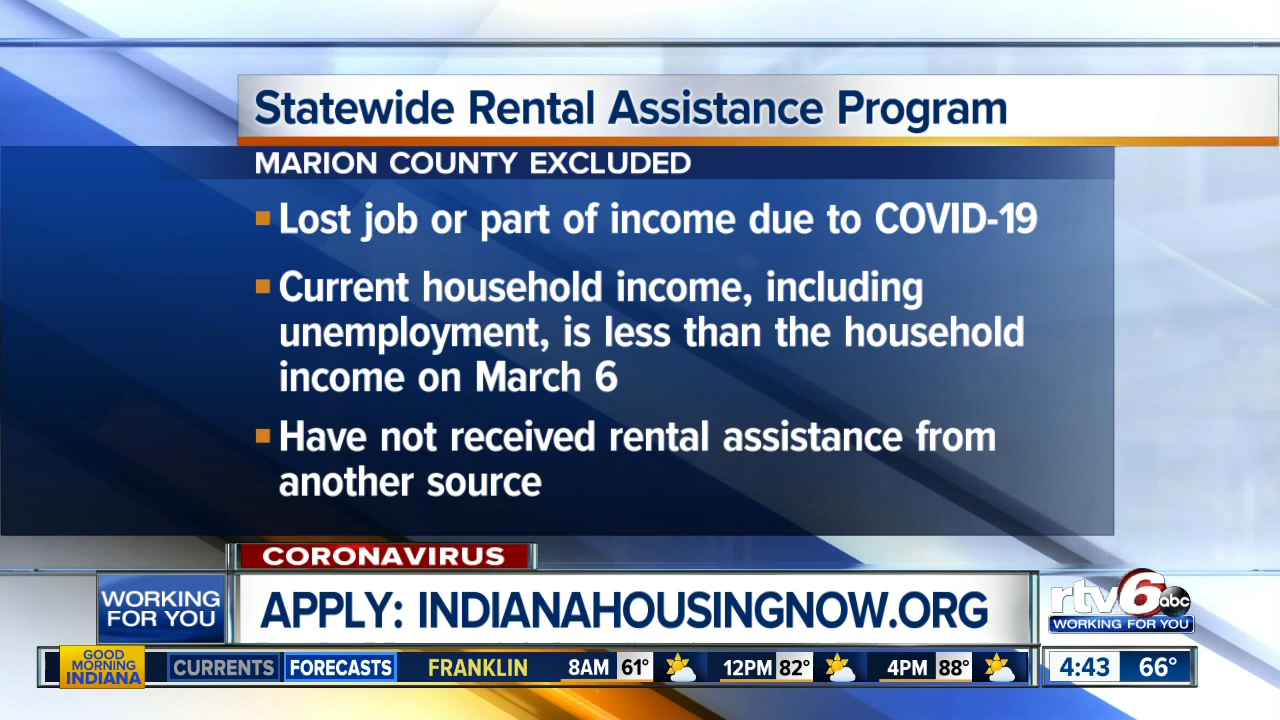 Statewide Rental Assistance Program
MARION COUNTY EXCLUDED
Lost job or part of income due to COVID-19
Current household income, including
unemployment, is less than the household
income on March 6
Have not received rental assistance from
another source
CORONAVIRUS
WORKING
FOR YOU
APPLY: INDIANAHOUSINGNOW.ORG
rtv6 abc
WORKING FOR YOU
GOOD
MORNING
INDIANA
CURRENTS FORECASTS FRANKLIN 8AM 61° 12PM 82° 4PM 88° 4:43 66°